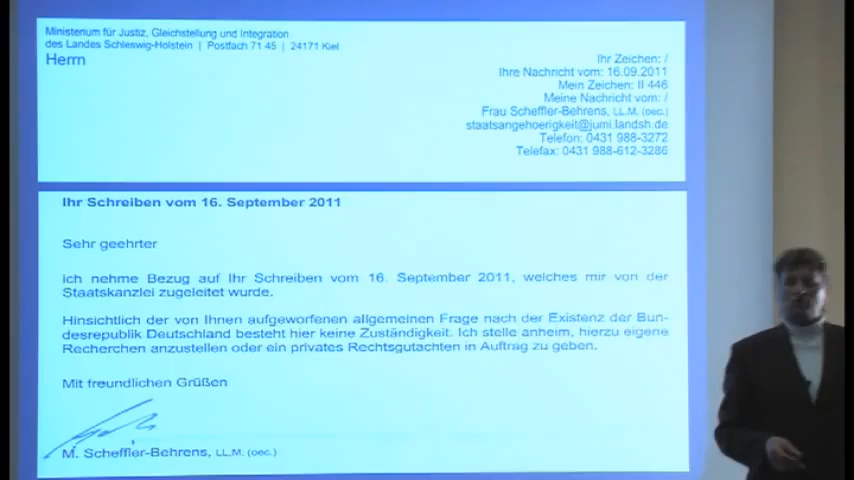 Ministerium für Justiz, Gleichstellung und Integration
des Landes Schleswig-Holstein | Postfach 71 45 | 24171 Kiel
Herrn
Ihr Zeichen: /
Ihre Nachricht vom: 16.09.2011
Mein Zeichen: II 446
Meine Nachricht vom: /
Frau Scheffler-Behrens, LL.M. (oec.)
staatsangehoerigkeit@jumi.landsh.de
Telefon: 0431 988-3272
Telefax: 0431 988-612-3286
Ihr Schreiben vom 16. September 2011
Sehr geehrter
ich nehme Bezug auf Ihr Schreiben vom 16. September 2011, welches mir von der
Staatskanzlei zugeleitet wurde.
Hinsichtlich der von Ihnen aufgeworfenen allgemeinen Frage nach der Existenz der Bun-
desrepublik Deutschland besteht hier keine Zuständigkeit. Ich stelle anheim, hierzu eigene
Recherchen anzustellen oder ein privates Rechtsgutachten in Auftrag zu geben.
Mit freundlichen Grüßen
M. Scheffler-Behrens, LL.M. (oec.)